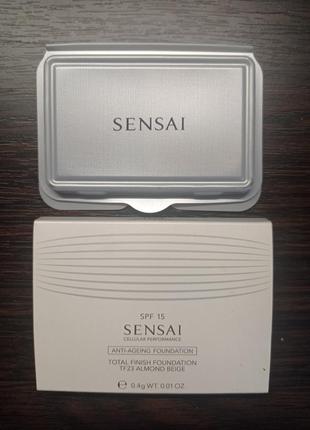 SENSAI
SPF 15
SENSAI
CELLULAR PERFORMANCE
ANTI-AGEING FOUNDATION
TOTAL FINISH FOUNDATION
TF23 ALMOND BEIGE
℮ 0.4g WT. 0.01 OZ.